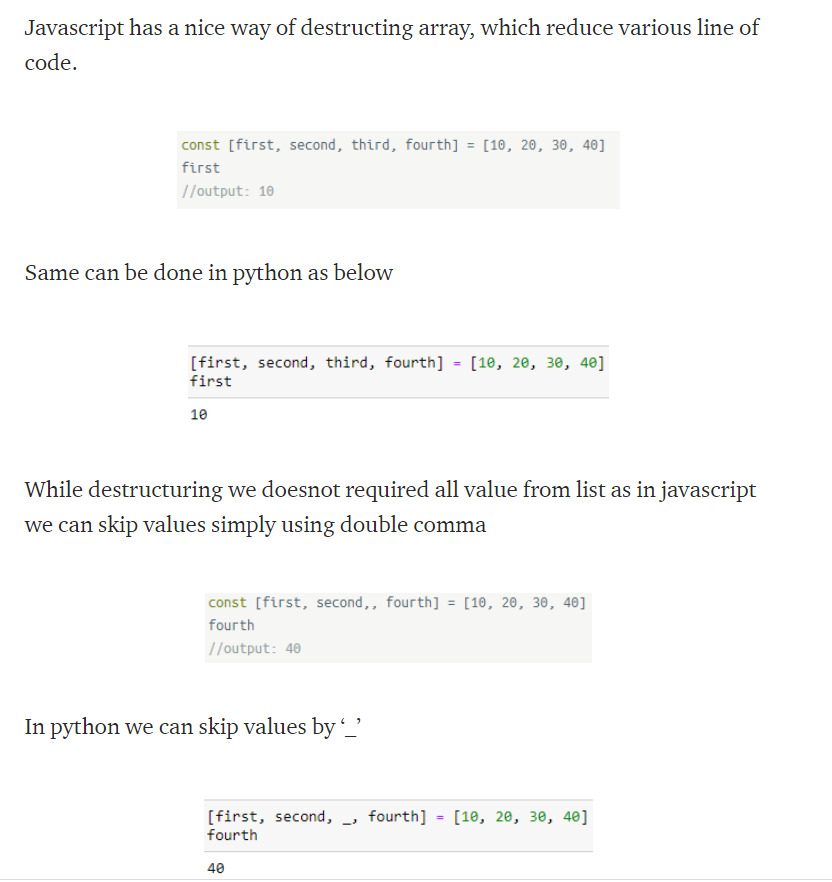 Javascript has a nice way of destructing array, which reduce various line of
code.
const [first, second, third, fourth] = [10, 20, 30, 40]
first
//output: 10
Same can be done in python as below
[first, second, third, fourth] = [10, 20, 30, 40]
first
10
While destructuring we doesnot required all value from list as in javascript
we can skip values simply using double comma
const [first, second,, fourth] = [10, 20, 30, 40]
fourth
//output: 40
In python we can skip values by ‘_’
[first, second, _, fourth] = [10, 20, 30, 40]
fourth
40